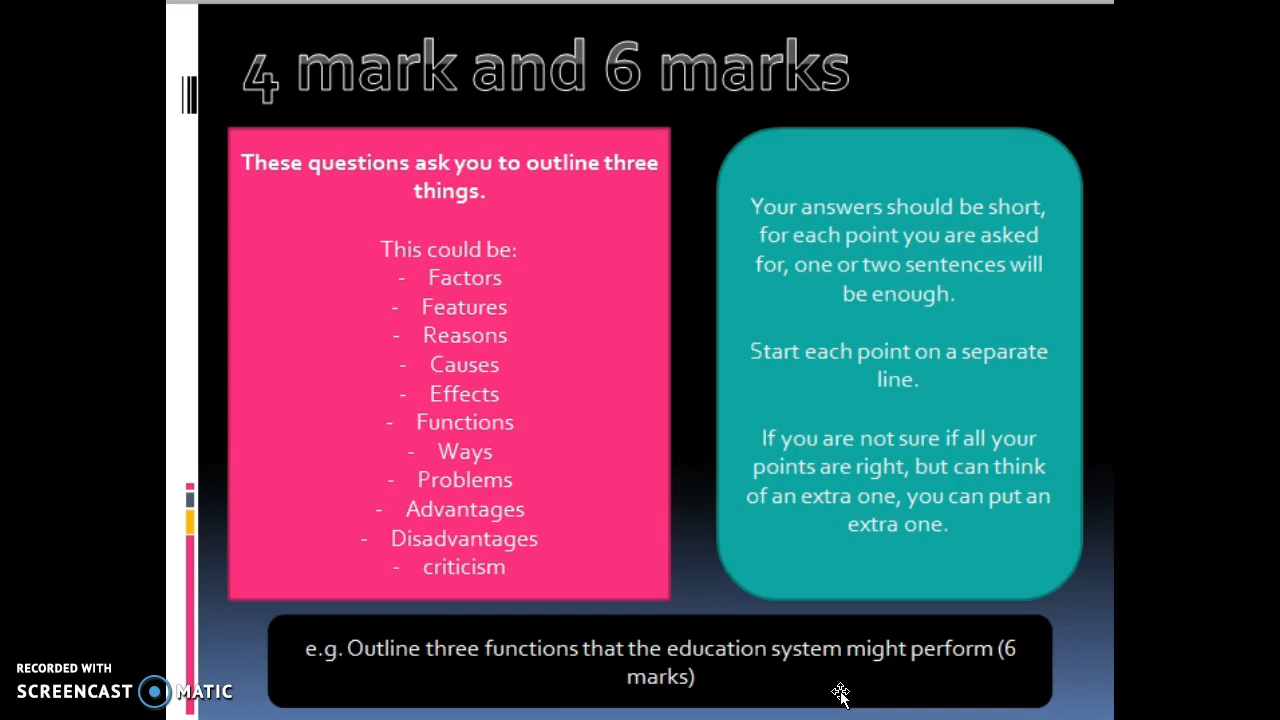 4 mark and 6 marks
These questions ask you to outline three
things.
This could be:
- Factors
- Features
- Reasons
- Causes
- Effects
- Functions
- Ways
- Problems
- Advantages
- Disadvantages
- criticism
Your answers should be short,
for each point you are asked
for, one or two sentences will
be enough.
Start each point on a separate
line.
If you are not sure if all your
points are right, but can think
of an extra one, you can put an
extra one.
e.g. Outline three functions that the education system might perform (6
marks)
RECORDED WITH
SCREENCAST MATIC